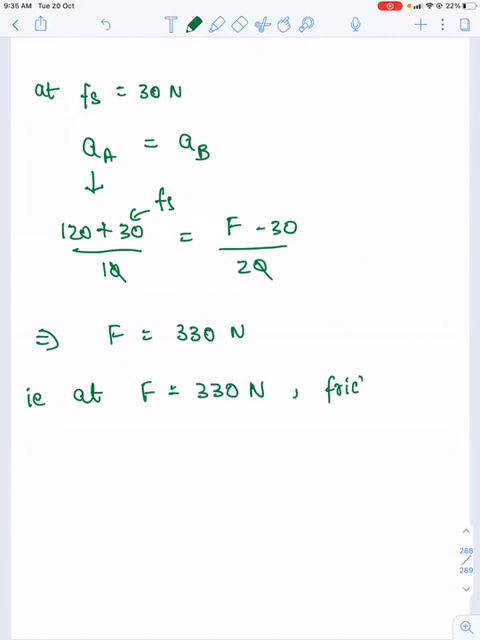 9:35 AM Tue 20 Oct 22%
at fs = 30 N
aA = aB
fs
120 + 30 = F - 30
10 20
⇒ F = 330 N
ie at F = 330 N , fric
288
289